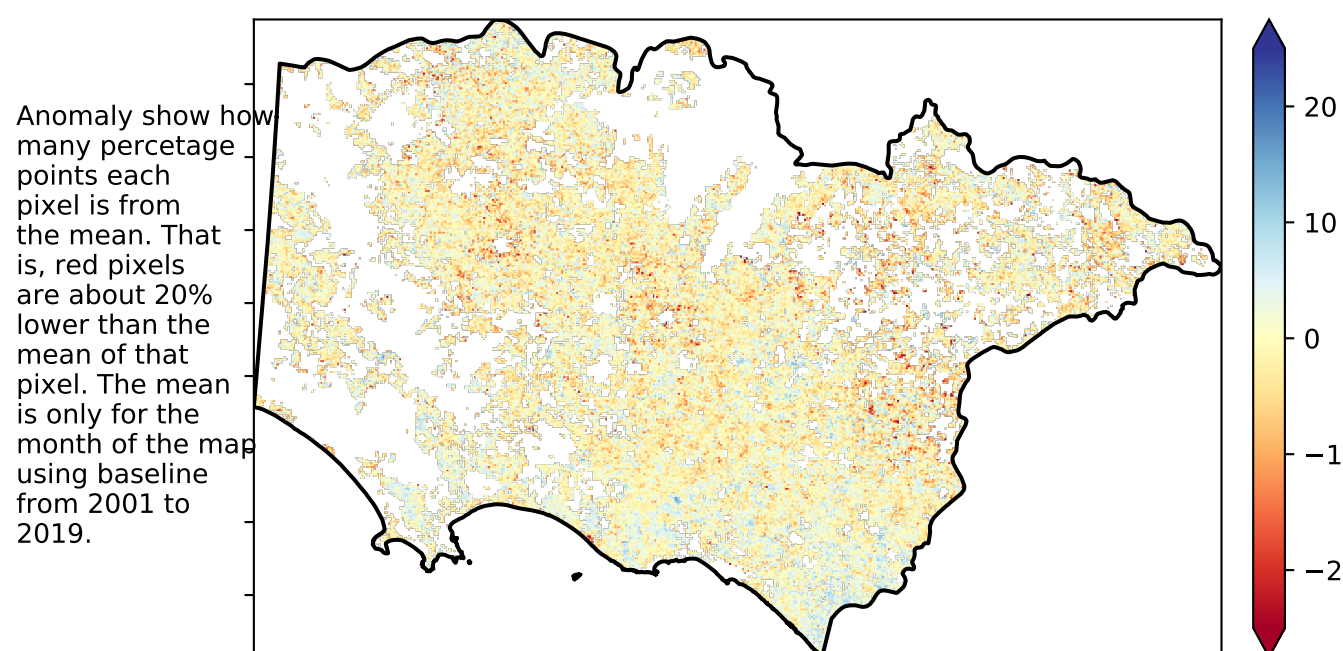 Anomaly show how
many percetage
points each
pixel is from
the mean. That
is, red pixels
are about 20%
lower than the
mean of that
pixel. The mean
is only for the
month of the map
using baseline
from 2001 to
2019.
20
10
0
−1
−2